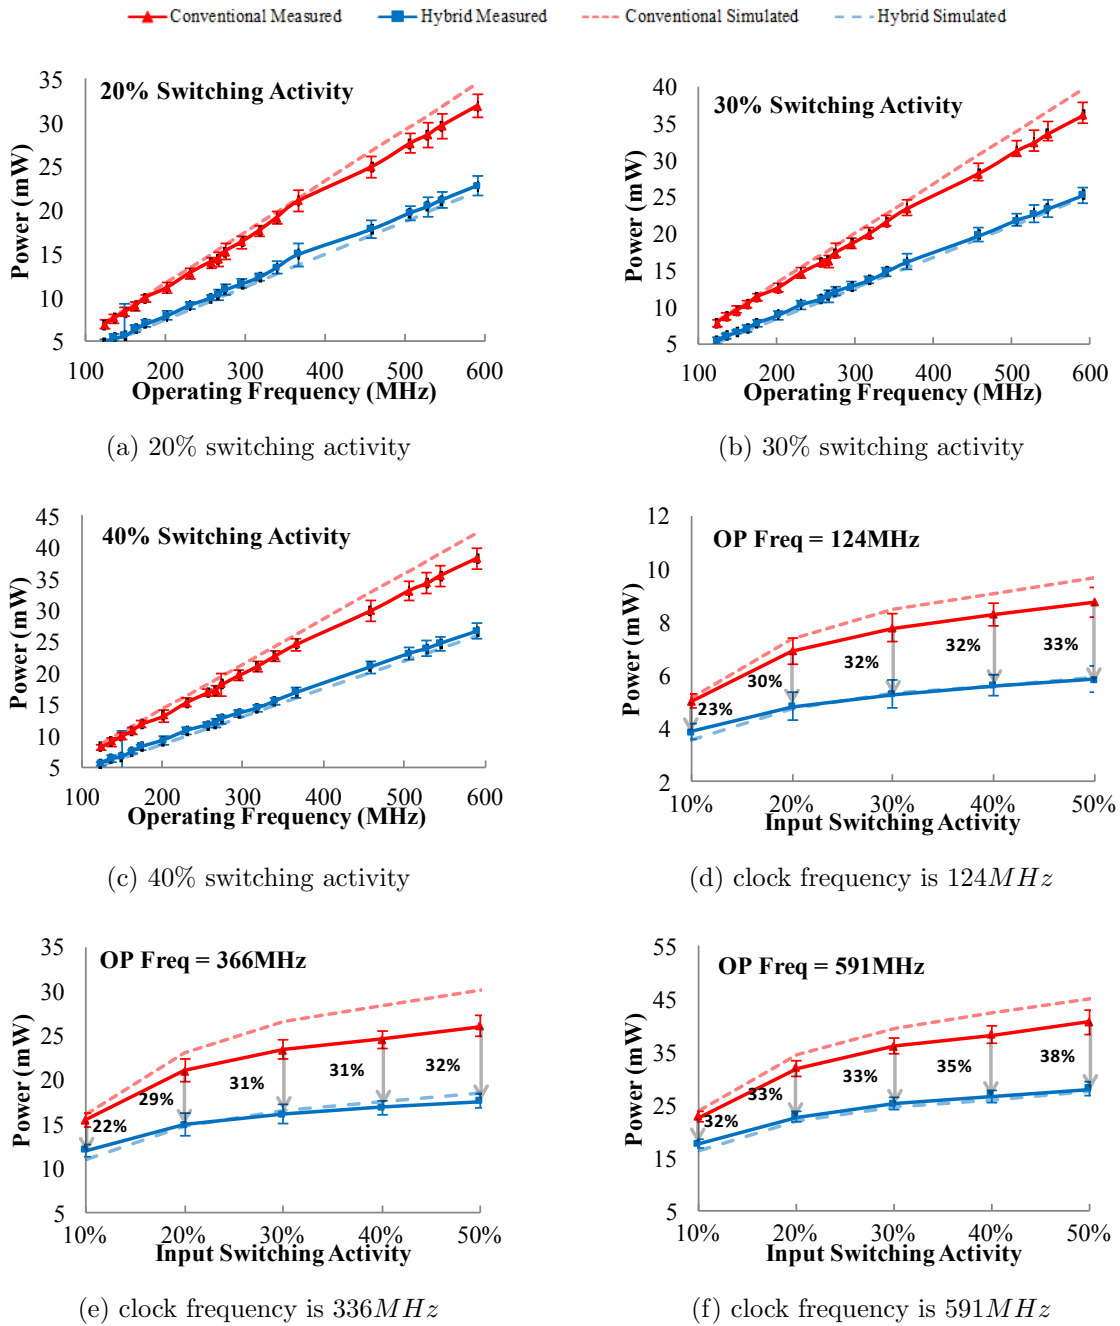 Conventional Measured Hybrid Measured Conventional Simulated Hybrid Simulated
20% Switching Activity
Power (mW)
35
30
25
20
15
10
5
100 200 300 400 500 600
Operating Frequency (MHz)
(a) 20% switching activity
30% Switching Activity
Power (mW)
40
35
30
25
20
15
10
5
100 200 300 400 500 600
Operating Frequency (MHz)
(b) 30% switching activity
40% Switching Activity
Power (mW)
45
40
35
30
25
20
15
10
5
100 200 300 400 500 600
Operating Frequency (MHz)
(c) 40% switching activity
OP Freq = 124MHz
Power (mW)
12
10
8
6
4
2
23% 30% 32% 32% 33%
10% 20% 30% 40% 50%
Input Switching Activity
(d) clock frequency is 124MHz
OP Freq = 366MHz
Power (mW)
35
30
25
20
15
10
5
22% 29% 31% 31% 32%
10% 20% 30% 40% 50%
Input Switching Activity
(e) clock frequency is 336MHz
OP Freq = 591MHz
Power (mW)
55
45
35
25
15
5
32% 33% 33% 35% 38%
10% 20% 30% 40% 50%
Input Switching Activity
(f) clock frequency is 591MHz